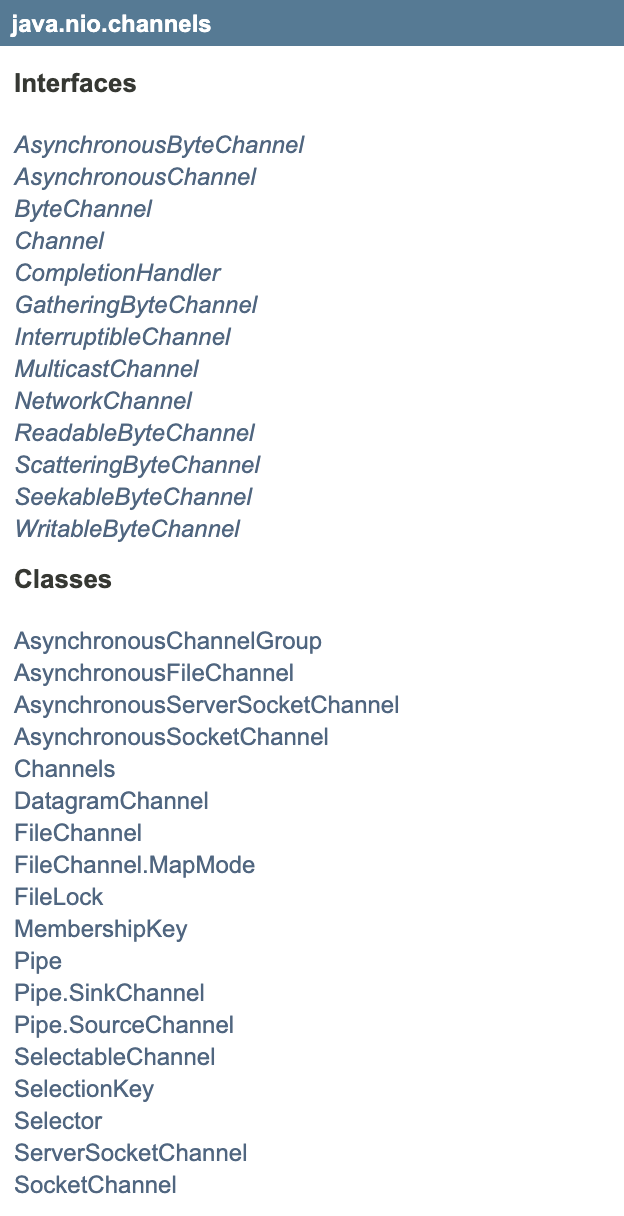 java.nio.channels
Interfaces
AsynchronousByteChannel
AsynchronousChannel
ByteChannel
Channel
CompletionHandler
GatheringByteChannel
InterruptibleChannel
MulticastChannel
NetworkChannel
ReadableByteChannel
ScatteringByteChannel
SeekableByteChannel
WritableByteChannel
Classes
AsynchronousChannelGroup
AsynchronousFileChannel
AsynchronousServerSocketChannel
AsynchronousSocketChannel
Channels
DatagramChannel
FileChannel
FileChannel.MapMode
FileLock
MembershipKey
Pipe
Pipe.SinkChannel
Pipe.SourceChannel
SelectableChannel
SelectionKey
Selector
ServerSocketChannel
SocketChannel